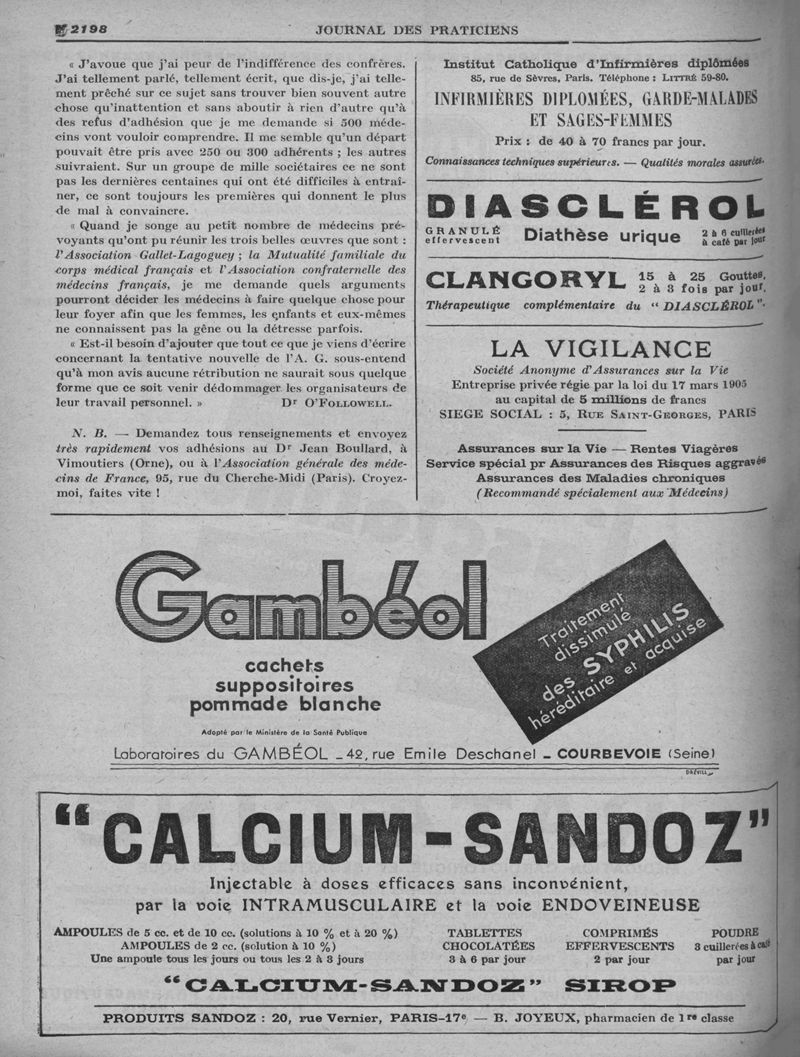 2198
JOURNAL DES PRATICIENS
« J'avoue que j'ai peur de l'indifférence des confrères.
J'ai tellement parlé, tellement écrit, que dis-je, j'ai telle-
ment prêché sur ce sujet sans trouver bien souvent autre
chose qu'inattention et sans aboutir à rien d'autre qu'à
des refus d'adhésion que je me demande si 500 méde-
cins vont vouloir comprendre. Il me semble qu'un départ
pouvait être pris avec 250 ou 300 adhérents ; les autres
suivraient. Sur un groupe de mille sociétaires ce ne sont
pas les dernières centaines qui ont été difficiles à entraî-
ner, ce sont toujours les premières qui donnent le plus
de mal à convaincre.
« Quand je songe au petit nombre de médecins pré-
voyants qu'ont pu réunir les trois belles œuvres que sont :
l'Association Gallet-Lagoguey ; la Mutualité familiale du
corps médical français et l'Association confraternelle des
médecins français, je me demande quels arguments
pourront décider les médecins à faire quelque chose pour
leur foyer afin que les femmes, les enfants et eux-mêmes
ne connaissent pas la gêne ou la détresse parfois.
« Est-il besoin d'ajouter que tout ce que je viens d'écrire
concernant la tentative nouvelle de l'A. G. sous-entend
qu'à mon avis aucune rétribution ne saurait sous quelque
forme que ce soit venir dédommager les organisateurs de
leur travail personnel. » Dr O'FOLLOWELL.
N. B. — Demandez tous renseignements et envoyez
très rapidement vos adhésions au Dr Jean Boullard, à
Vimoutiers (Orne), ou à l'Association générale des méde-
cins de France, 95, rue du Cherche-Midi (Paris). Croyez-
moi, faites vite !
Institut Catholique d'Infirmières diplômées
85, rue de Sèvres, Paris. Téléphone : LITTRÉ 59-80.
INFIRMIÈRES DIPLOMÉES, GARDE-MALADES
ET SAGES-FEMMES
Prix : de 40 à 70 francs par jour.
Connaissances techniques supérieures. — Qualités morales assurées.
DIASCLÉROL
GRANULÉ
effervescent
Diathèse urique
2 à 6 cuillerées
à café par jour
CLANGORYL
15 à 25 Gouttes,
2 à 3 fois par jour.
Thérapeutique complémentaire du “ DIASCLÉROL ”.
LA VIGILANCE
Société Anonyme d'Assurances sur la Vie
Entreprise privée régie par la loi du 17 mars 1905
au capital de 5 millions de francs
SIEGE SOCIAL : 5, RUE SAINT-GEORGES, PARIS
Assurances sur la Vie — Rentes Viagères
Service spécial pr Assurances des Risques aggravés
Assurances des Maladies chroniques
(Recommandé spécialement aux Médecins)
Gambéol
cachets
suppositoires
pommade blanche
Adopté par le Ministère de la Santé Publique
Traitement
dissimulé
des SYPHILIS
héréditaire et acquise
Laboratoires du GAMBÉOL _ 42, rue Emile Deschanel _ COURBEVOIE (Seine)
“CALCIUM-SANDOZ”
Injectable à doses efficaces sans inconvénient,
par la voie INTRAMUSCULAIRE et la voie ENDOVEINEUSE
AMPOULES de 5 cc. et de 10 cc. (solutions à 10 % et à 20 %)
AMPOULES de 2 cc. (solution à 10 %)
Une ampoule tous les jours ou tous les 2 à 3 jours
TABLETTES
CHOCOLATÉES
3 à 6 par jour
COMPRIMÉS
EFFERVESCENTS
2 par jour
POUDRE
3 cuillerées à café
par jour
“CALCIUM-SANDOZ” SIROP
PRODUITS SANDOZ : 20, rue Vernier, PARIS-17e — B. JOYEUX, pharmacien de 1re classe